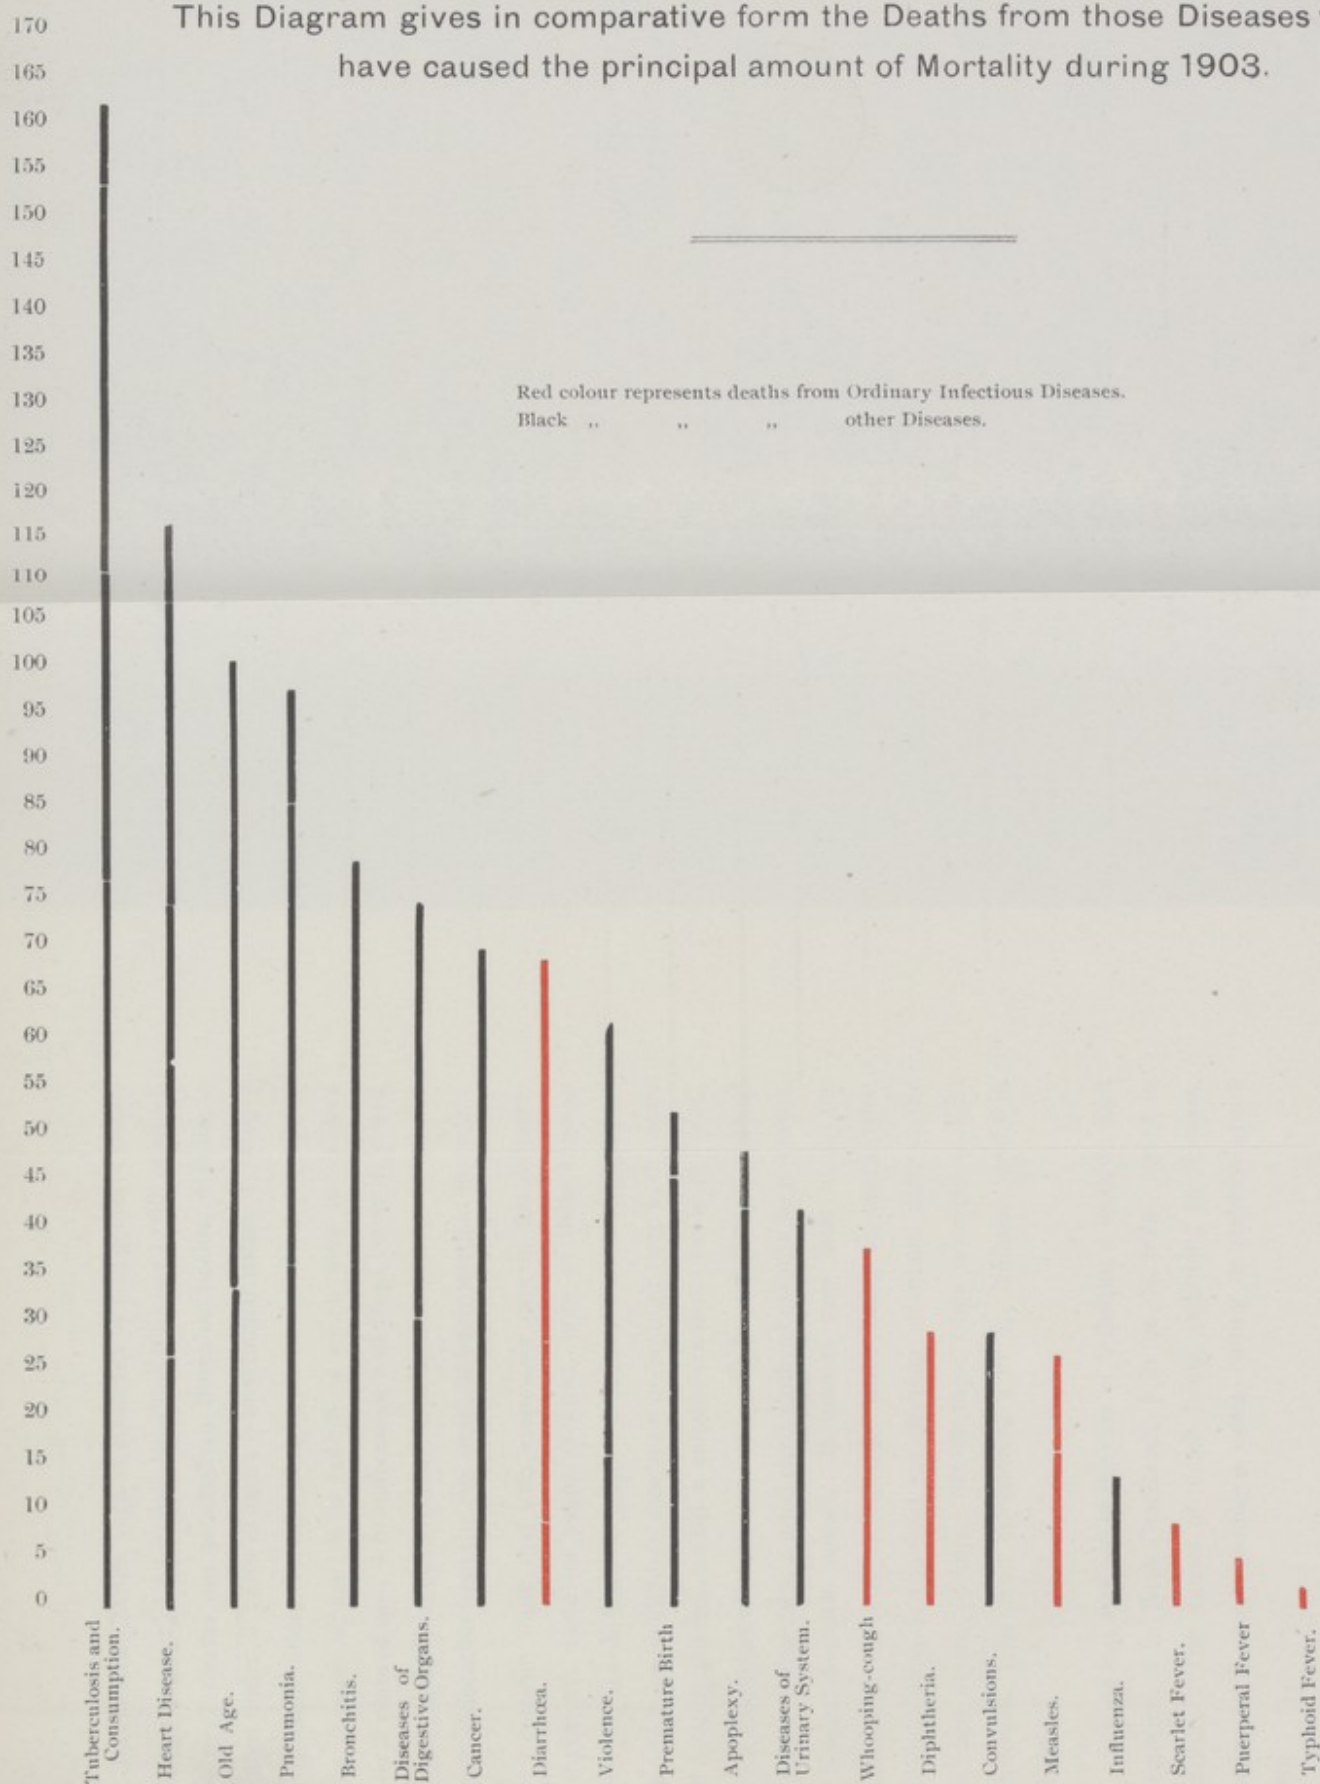 This Diagram gives in comparative form the Deaths from those Diseases
have caused the principal amount of Mortality during 1903.
Red colour represents deaths from Ordinary Infectious Diseases.
Black „ „ „ other Diseases.
170
165
160
155
150
145
140
135
130
125
120
115
110
105
100
95
90
85
80
75
70
65
60
55
50
45
40
35
30
25
20
15
10
5
0
Tuberculosis and
Consumption.
Heart Disease.
Old Age.
Pneumonia.
Bronchitis.
Diseases of
Digestive Organs.
Cancer.
Diarrhœa.
Violence.
Premature Birth
Apoplexy.
Diseases of
Urinary System.
Whooping-cough
Diphtheria.
Convulsions.
Measles.
Influenza.
Scarlet Fever.
Puerperal Fever
Typhoid Fever.